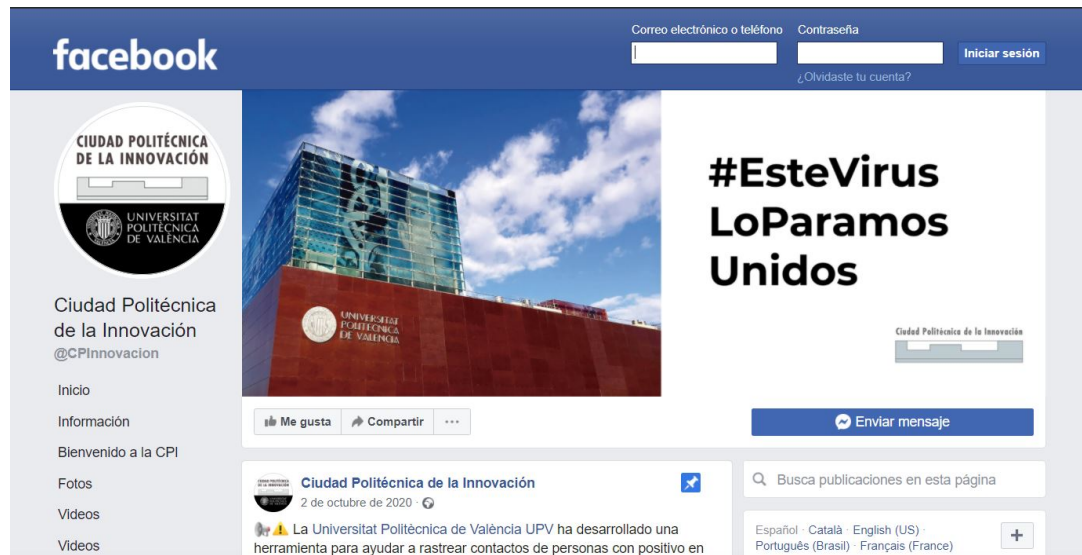 facebook
Correo electrónico o teléfono
Contraseña
Iniciar sesión
¿Olvidaste tu cuenta?
CIUDAD POLITÉCNICA
DE LA INNOVACIÓN
UNIVERSITAT
POLITÈCNICA
DE VALÈNCIA
Ciudad Politécnica
de la Innovación
@CPInnovacion
Inicio
Información
Bienvenido a la CPI
Fotos
Videos
Videos
UNIVERSITAT
POLITECNICA
DE VALENCIA
#EsteVirus
LoParamos
Unidos
Ciudad Politécnica de la Innovación
Me gusta
Compartir
Enviar mensaje
Ciudad Politécnica de la Innovación
2 de octubre de 2020
La Universitat Politècnica de València UPV ha desarrollado una
herramienta para ayudar a rastrear contactos de personas con positivo en
Busca publicaciones en esta página
Español · Català · English (US) ·
Português (Brasil) · Français (France)